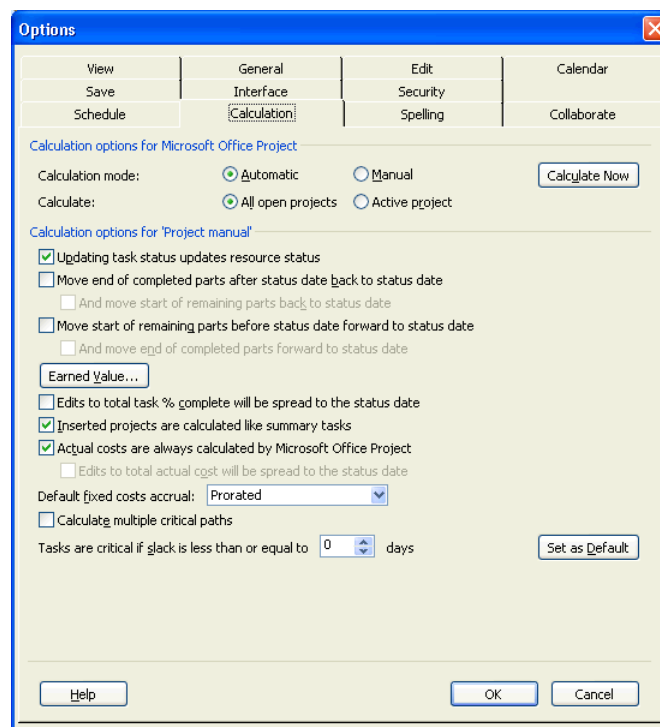 Options
View General Edit Calendar
Save Interface Security
Schedule Calculation Spelling Collaborate
Calculation options for Microsoft Office Project
Calculation mode: Automatic Manual Calculate Now
Calculate: All open projects Active project
Calculation options for 'Project manual'
Updating task status updates resource status
Move end of completed parts after status date back to status date
And move start of remaining parts back to status date
Move start of remaining parts before status date forward to status date
And move end of completed parts forward to status date
Earned Value...
Edits to total task % complete will be spread to the status date
Inserted projects are calculated like summary tasks
Actual costs are always calculated by Microsoft Office Project
Edits to total actual cost will be spread to the status date
Default fixed costs accrual: Prorated
Calculate multiple critical paths
Tasks are critical if slack is less than or equal to 0 days Set as Default
Help OK Cancel